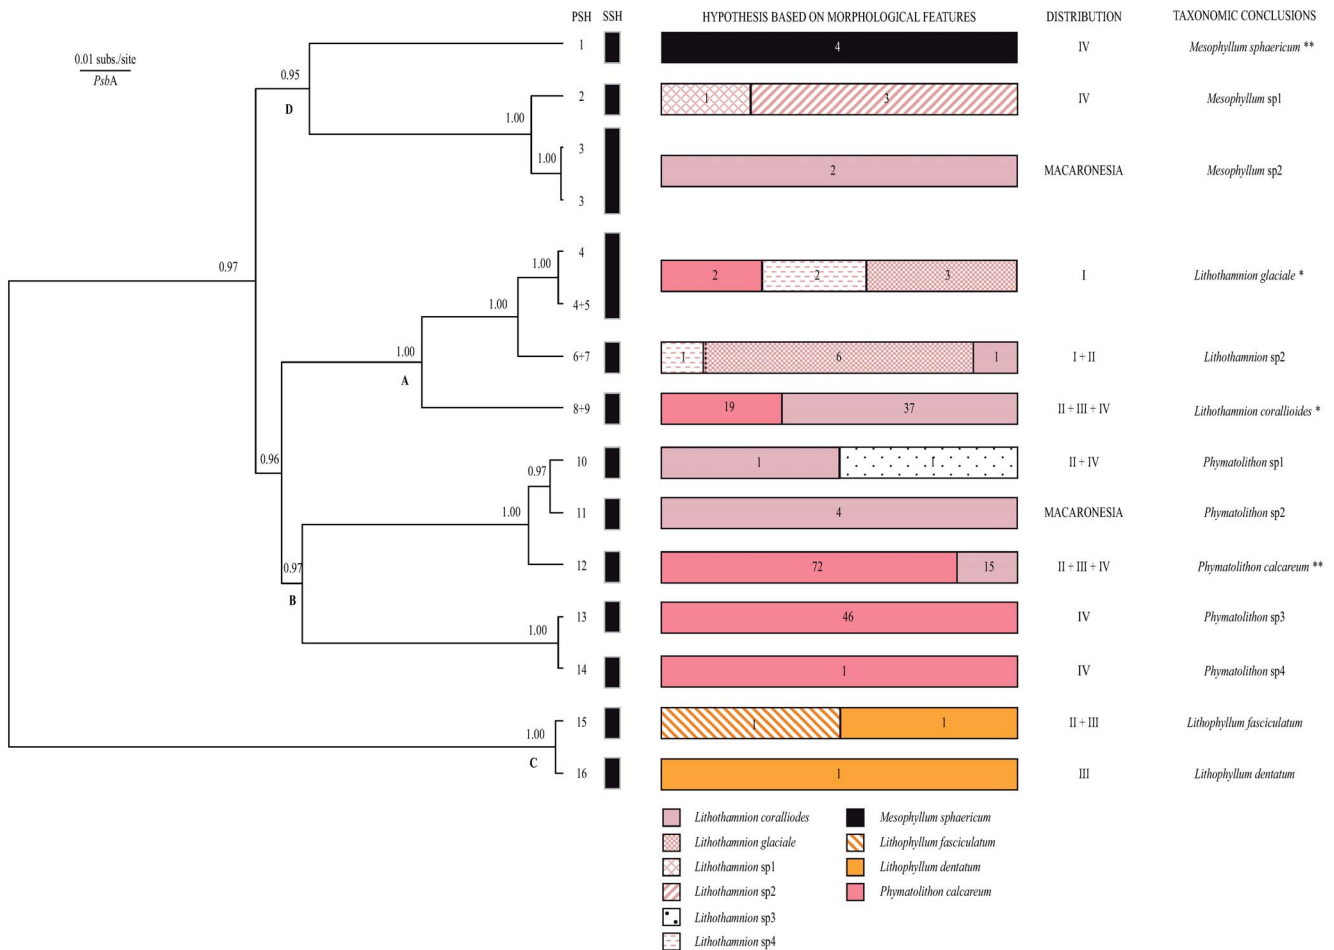 PSH SSH HYPOTHESIS BASED ON MORPHOLOGICAL FEATURES DISTRIBUTION TAXONOMIC CONCLUSIONS
0.01 subs./site
PsbA
1 4 IV Mesophyllum sphaericum **
0.95
D
2 1 3 IV Mesophyllum sp1
1.00
3
1.00
2 MACARONESIA Mesophyllum sp2
3
0.97
4
1.00
2 2 3 I Lithothamnion glaciale *
4+5
1.00
6+7 1 6 1 I + II Lithothamnion sp2
1.00
A
8+9 19 37 II + III + IV Lithothamnion corallioides *
0.96
10 1 1 II + IV Phymatolithon sp1
0.97
11 4 MACARONESIA Phymatolithon sp2
1.00
12 72 15 II + III + IV Phymatolithon calcareum **
0.97
B
13 46 IV Phymatolithon sp3
1.00
14 1 IV Phymatolithon sp4
15 1 1 II + III Lithophyllum fasciculatum
1.00
C
16 1 III Lithophyllum dentatum
Lithothamnion coralliodes Mesophyllum sphaericum
Lithothamnion glaciale Lithophyllum fasciculatum
Lithothamnion sp1 Lithophyllum dentatum
Lithothamnion sp2 Phymatolithon calcareum
Lithothamnion sp3
Lithothamnion sp4